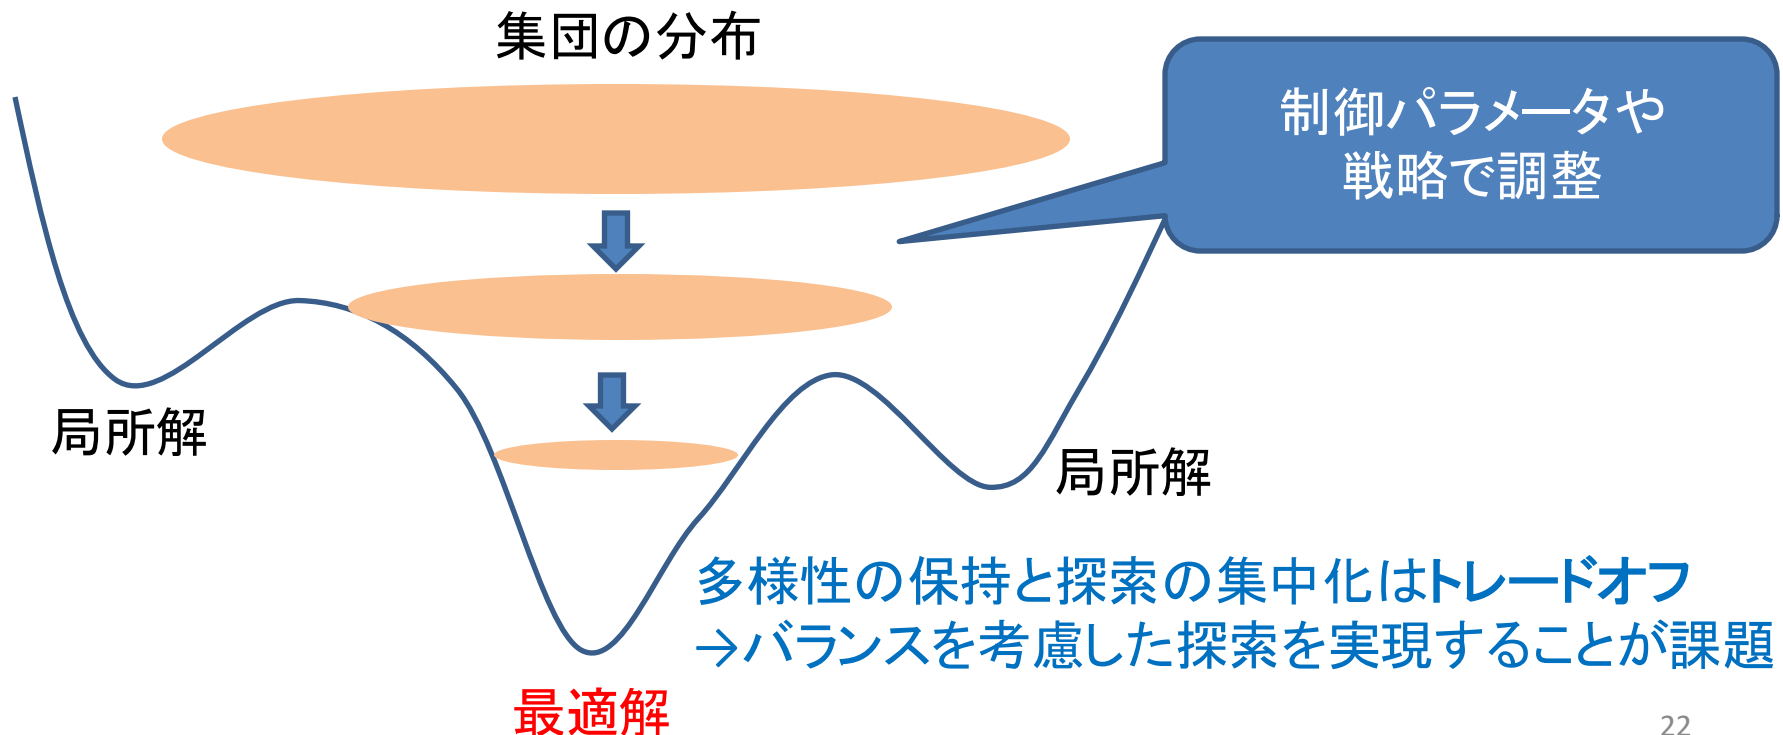 集団の分布
制御パラメータや
戦略で調整
局所解
局所解
多様性の保持と探索の集中化はトレードオフ
→バランスを考慮した探索を実現することが課題
最適解
22